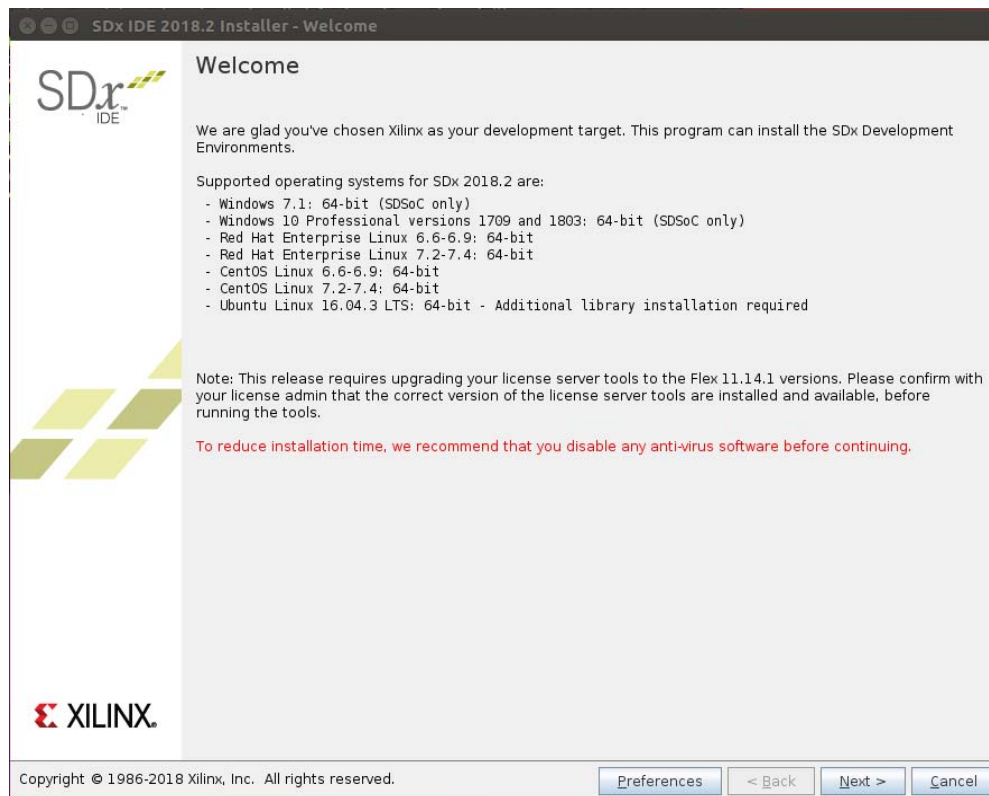 SDx IDE 2018.2 Installer - Welcome
SDx™
IDE
Welcome
We are glad you've chosen Xilinx as your development target. This program can install the SDx Development
Environments.
Supported operating systems for SDx 2018.2 are:
- Windows 7.1: 64-bit (SDSoC only)
- Windows 10 Professional versions 1709 and 1803: 64-bit (SDSoC only)
- Red Hat Enterprise Linux 6.6-6.9: 64-bit
- Red Hat Enterprise Linux 7.2-7.4: 64-bit
- CentOS Linux 6.6-6.9: 64-bit
- CentOS Linux 7.2-7.4: 64-bit
- Ubuntu Linux 16.04.3 LTS: 64-bit - Additional library installation required
Note: This release requires upgrading your license server tools to the Flex 11.14.1 versions. Please confirm with
your license admin that the correct version of the license server tools are installed and available, before
running the tools.
To reduce installation time, we recommend that you disable any anti-virus software before continuing.
XILINX®
Copyright © 1986-2018 Xilinx, Inc. All rights reserved.
Preferences
< Back
Next >
Cancel